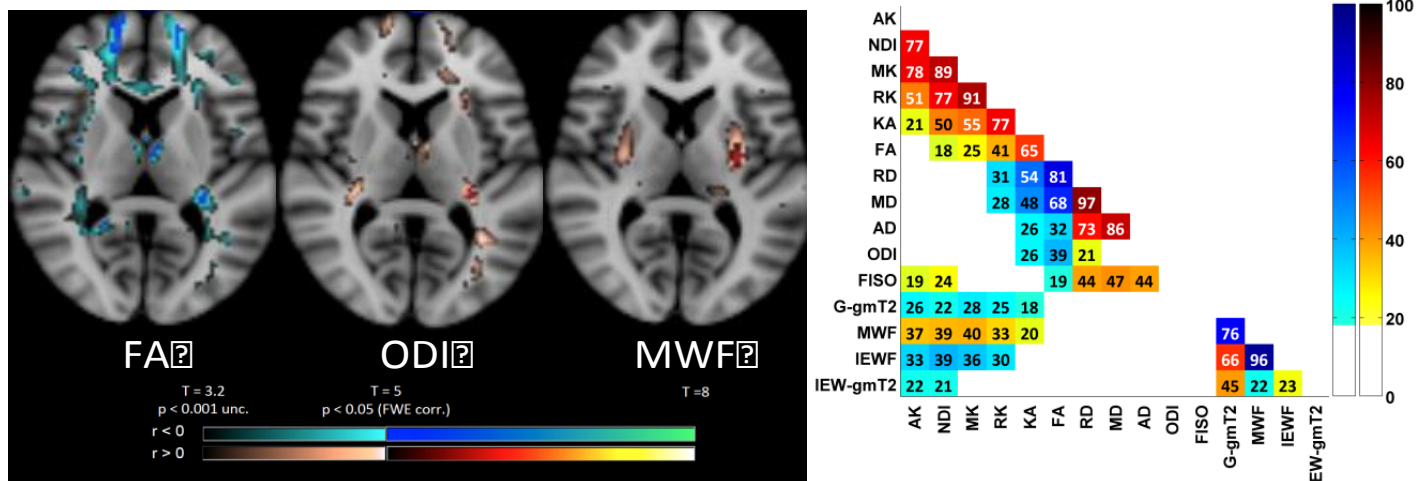 FA⍰ ODI⍰ MWF⍰
T = 3.2 T = 5 T =8
p < 0.001 unc. p < 0.05 (FWE corr.)
r < 0
r > 0
AK
NDI 77
MK 78 89
RK 51 77 91
KA 21 50 55 77
FA 18 25 41 65
RD 31 54 81
MD 28 48 68 97
AD 26 32 73 86
ODI 26 39 21
FISO 19 24 19 44 47 44
G-gmT2 26 22 28 25 18
MWF 37 39 40 33 20 76
IEWF 33 39 36 30 66 96
IEW-gmT2 22 21 45 22 23
AK NDI MK RK KA FA RD MD AD ODI FISO G-gmT2 MWF IEWF EW-gmT2
100
80
60
40
20
0